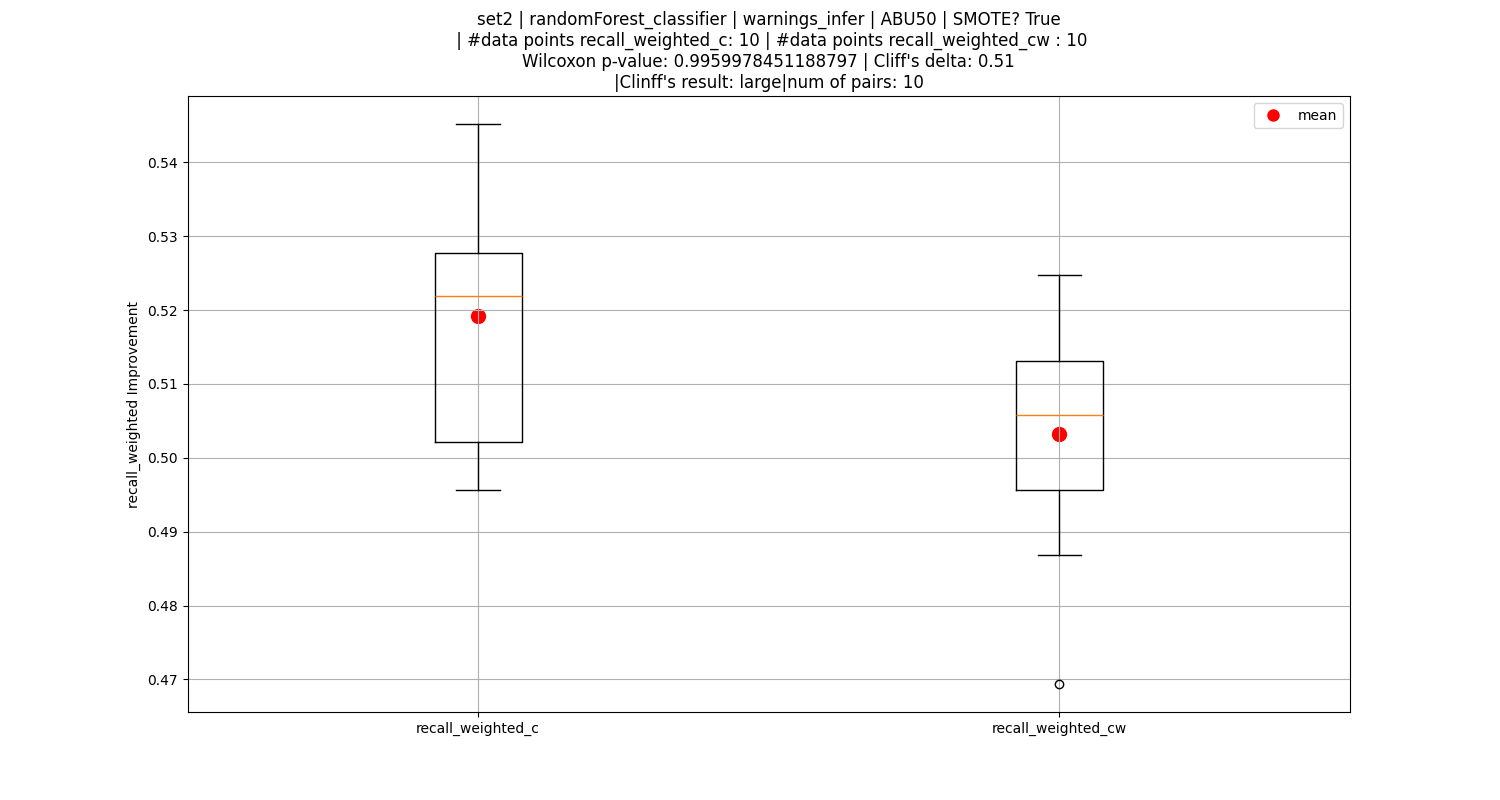 set2 | randomForest_classifier | warnings_infer | ABU50 | SMOTE? True
| #data points recall_weighted_c: 10 | #data points recall_weighted_cw : 10
Wilcoxon p-value: 0.9959978451188797 | Cliff's delta: 0.51
|Clinff's result: large|num of pairs: 10
mean
0.54
0.53
0.52
0.51
0.50
0.49
0.48
0.47
recall_weighted Improvement
recall_weighted_c
recall_weighted_cw